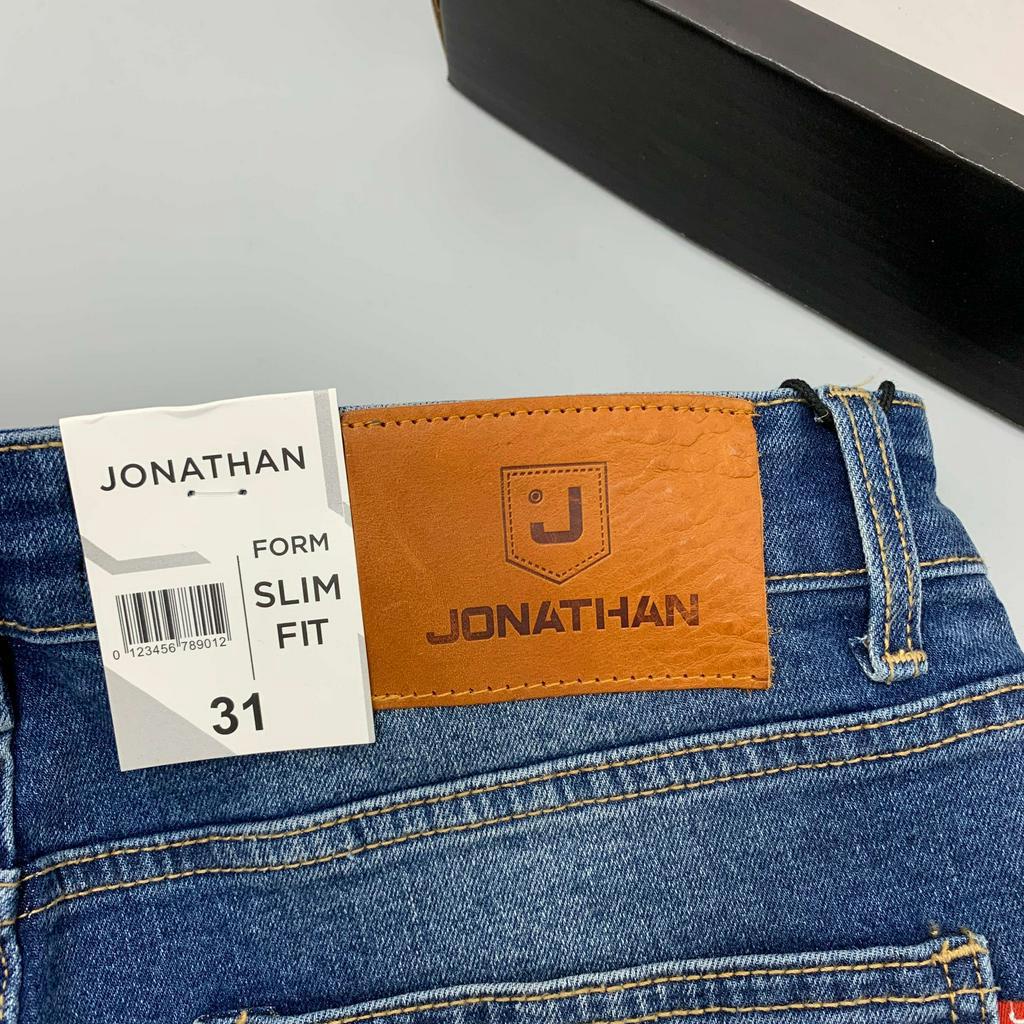 JONATHAN
FORM
SLIM
FIT
0 123456 789012
31
J
JONATHAN